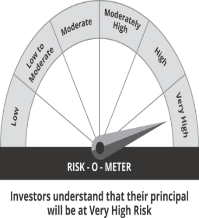 Low
Low to
Moderate
Moderate
Moderately
High
High
Very High
RISK - O - METER
Investors understand that their principal
will be at Very High Risk